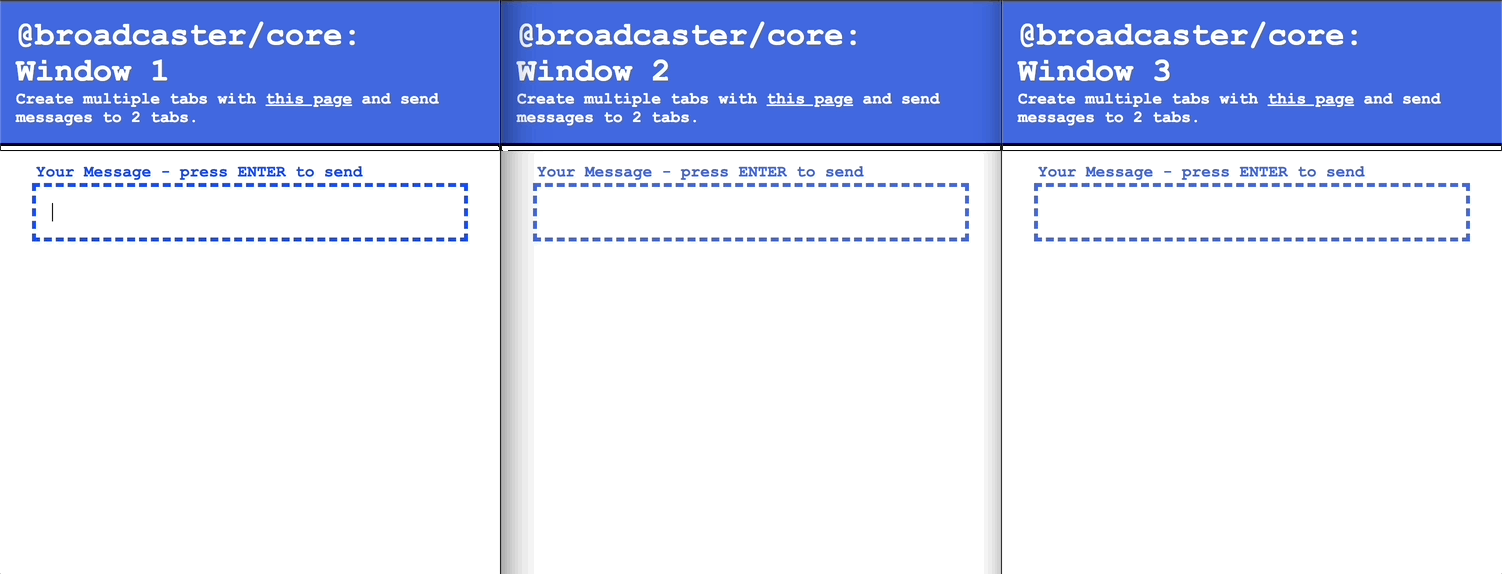 @broadcaster/core:
Window 1
Create multiple tabs with this page and send
messages to 2 tabs.
Your Message - press ENTER to send
@broadcaster/core:
Window 2
Create multiple tabs with this page and send
messages to 2 tabs.
Your Message - press ENTER to send
@broadcaster/core:
Window 3
Create multiple tabs with this page and send
messages to 2 tabs.
Your Message - press ENTER to send